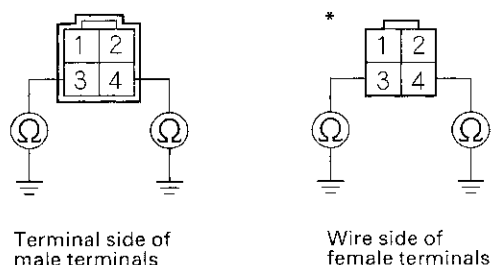 *
1 2
1 2
3 4
3 4
Ω Ω
Ω Ω
Terminal side of
male terminals
Wire side of
female terminals